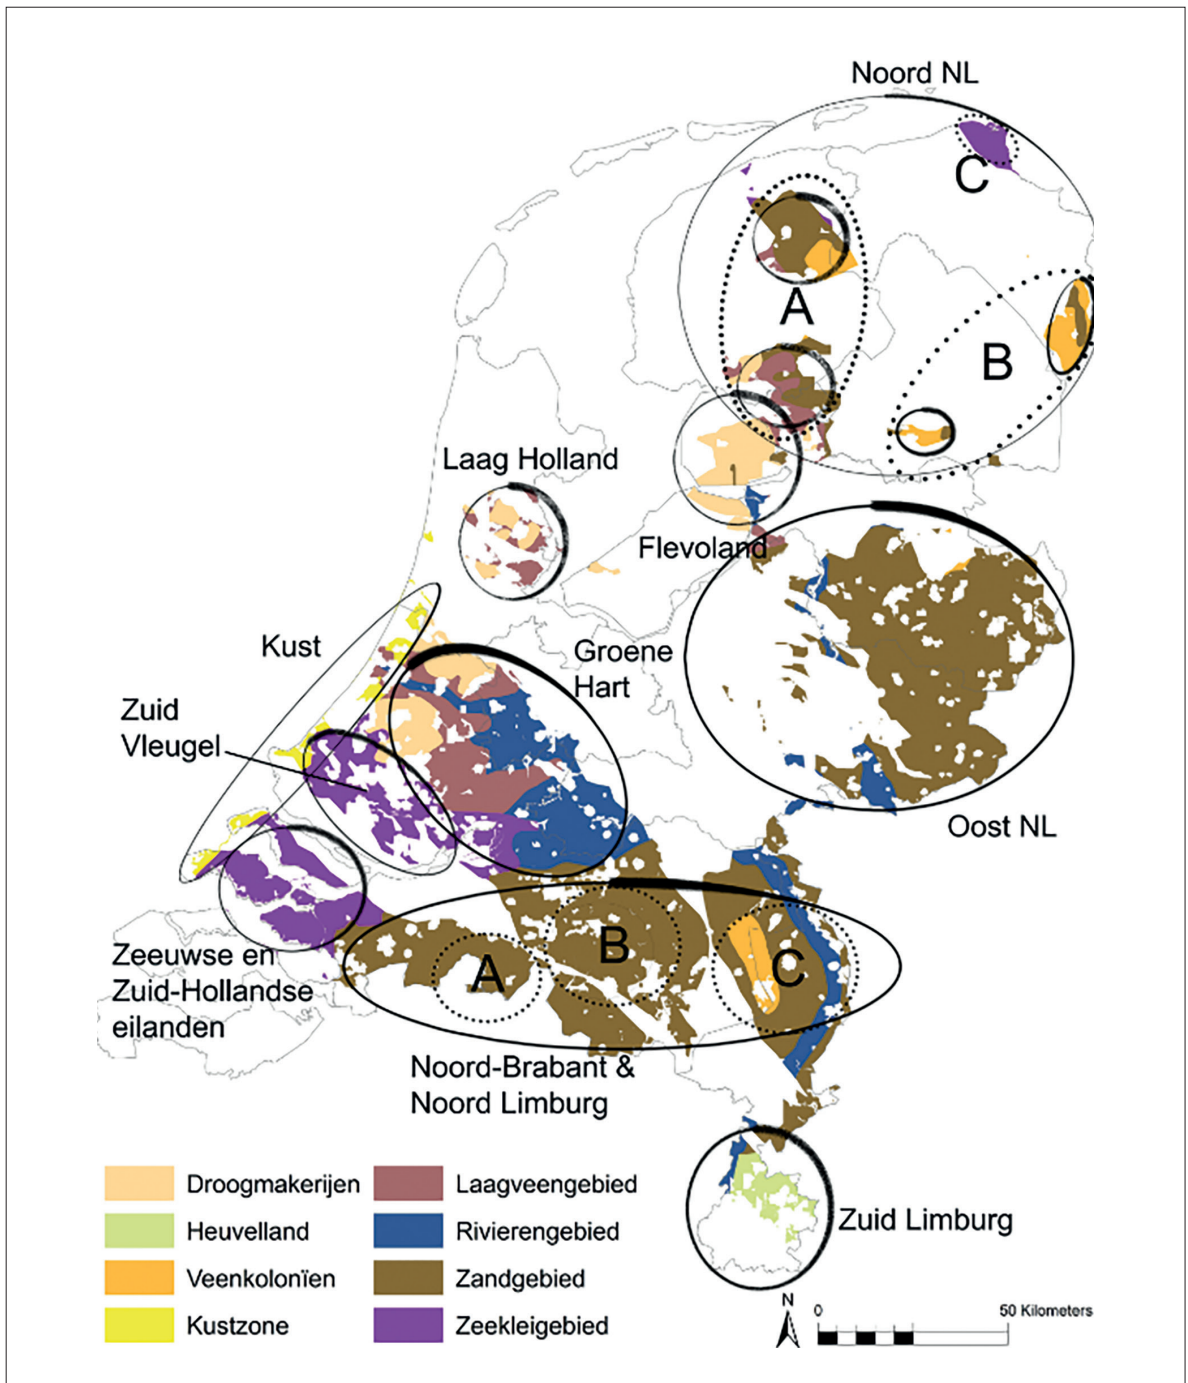 Noord NL
C
A
B
Laag Holland
Flevoland
Kust
Groene
Hart
Zuid
Vleugel
Oost NL
A
B
C
Zeeuwse en
Zuid-Hollandse
eilanden
Noord-Brabant &
Noord Limburg
Droogmakerijen
Laagveengebied
Heuvelland
Rivierengebied
Zuid Limburg
Veenkolonïen
Zandgebied
Kustzone
Zeekleigebied
N
0 50 Kilometers